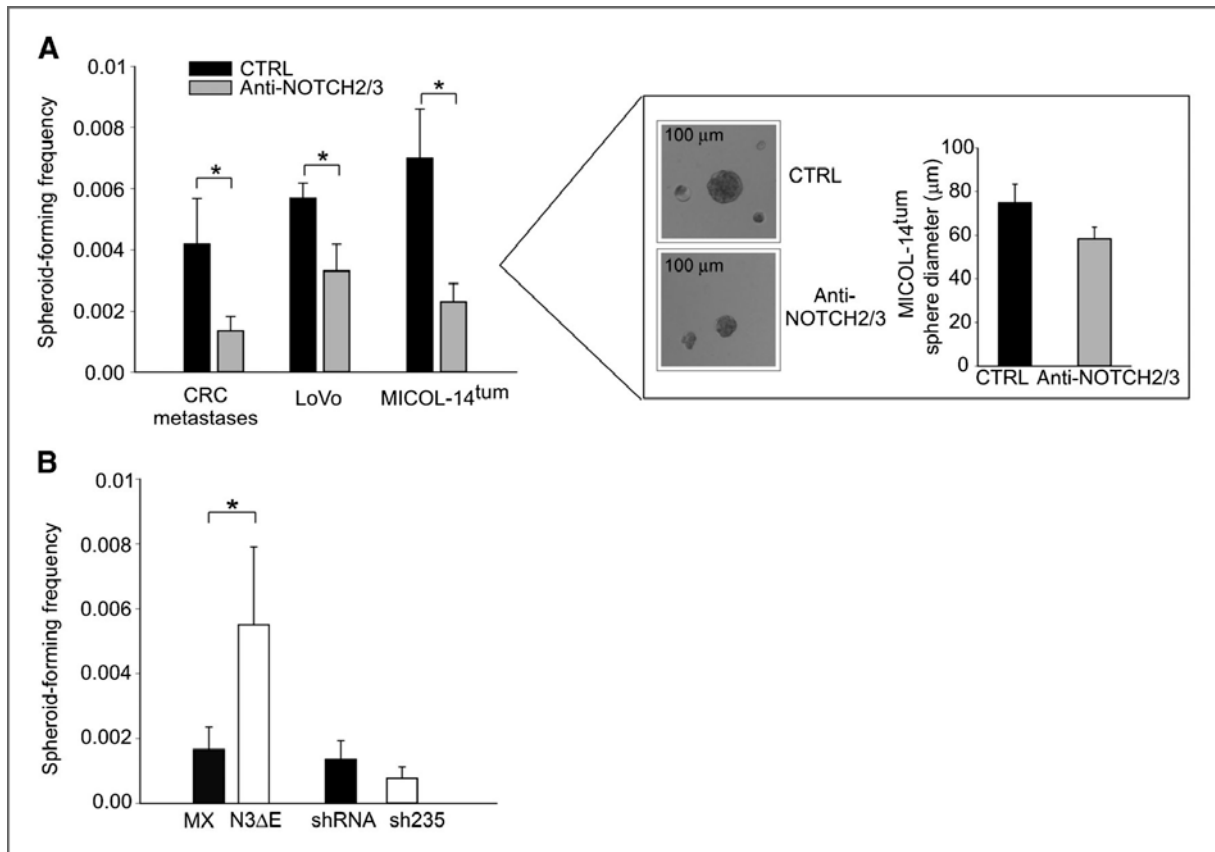 A
CTRL
Anti-NOTCH2/3
Spheroid-forming frequency
0.01
0.008
0.006
0.004
0.002
0.00
*
*
*
CRC
metastases
LoVo
MICOL-14tum
100 μm
CTRL
100 μm
Anti-
NOTCH2/3
MICOL-14tum
sphere diameter (μm)
100
80
60
40
20
0
CTRL
Anti-NOTCH2/3
B
Spheroid-forming frequency
0.01
0.008
0.006
0.004
0.002
0.00
*
MX
N3ΔE
shRNA
sh235